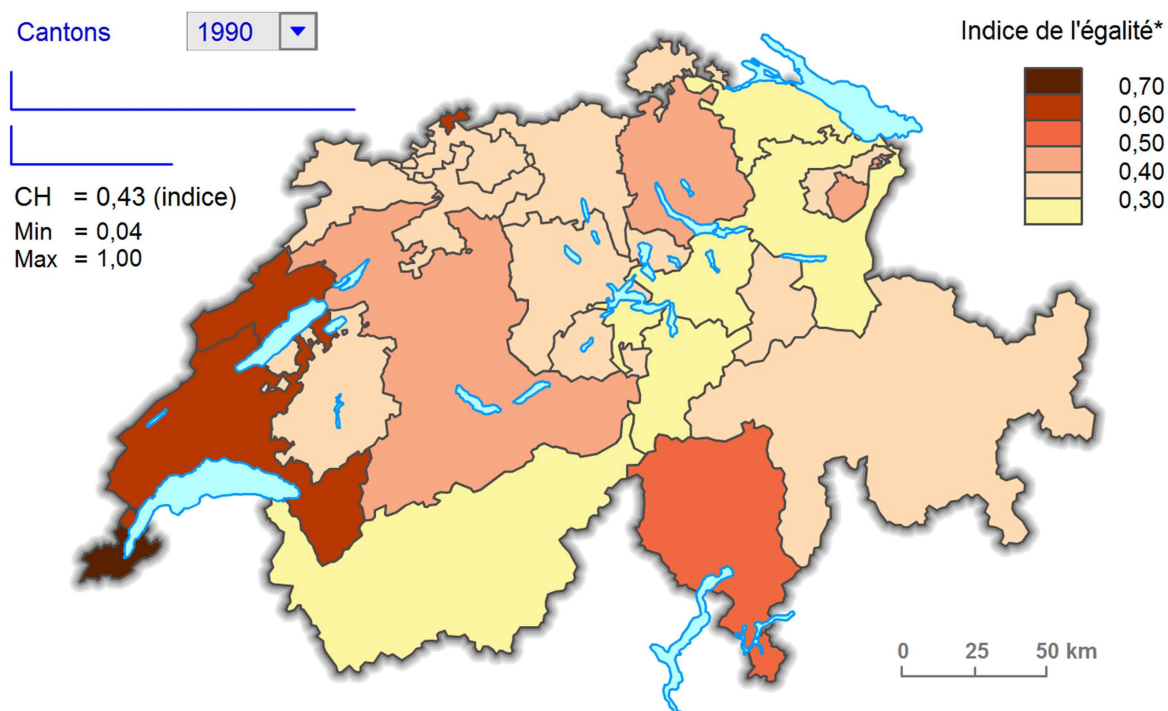 Cantons
1990
CH = 0,43 (indice)
Min = 0,04
Max = 1,00
Indice de l'égalité*
0,70
0,60
0,50
0,40
0,30
0 25 50 km